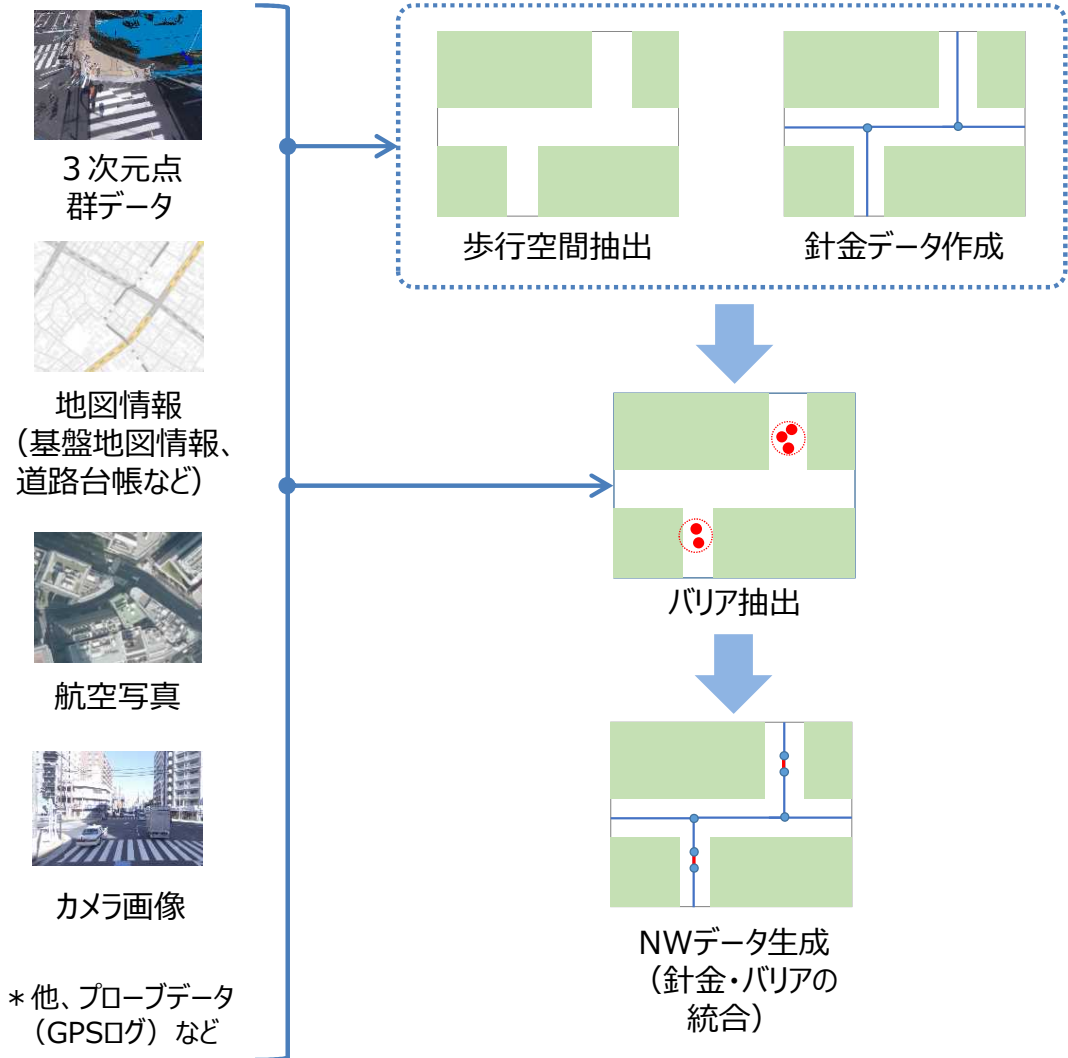 ３次元点
群データ
地図情報
（基盤地図情報、
道路台帳など）
航空写真
カメラ画像
＊他、プローブデータ
（GPSログ）など
歩行空間抽出
針金データ作成
バリア抽出
NWデータ生成
（針金・バリアの
統合）